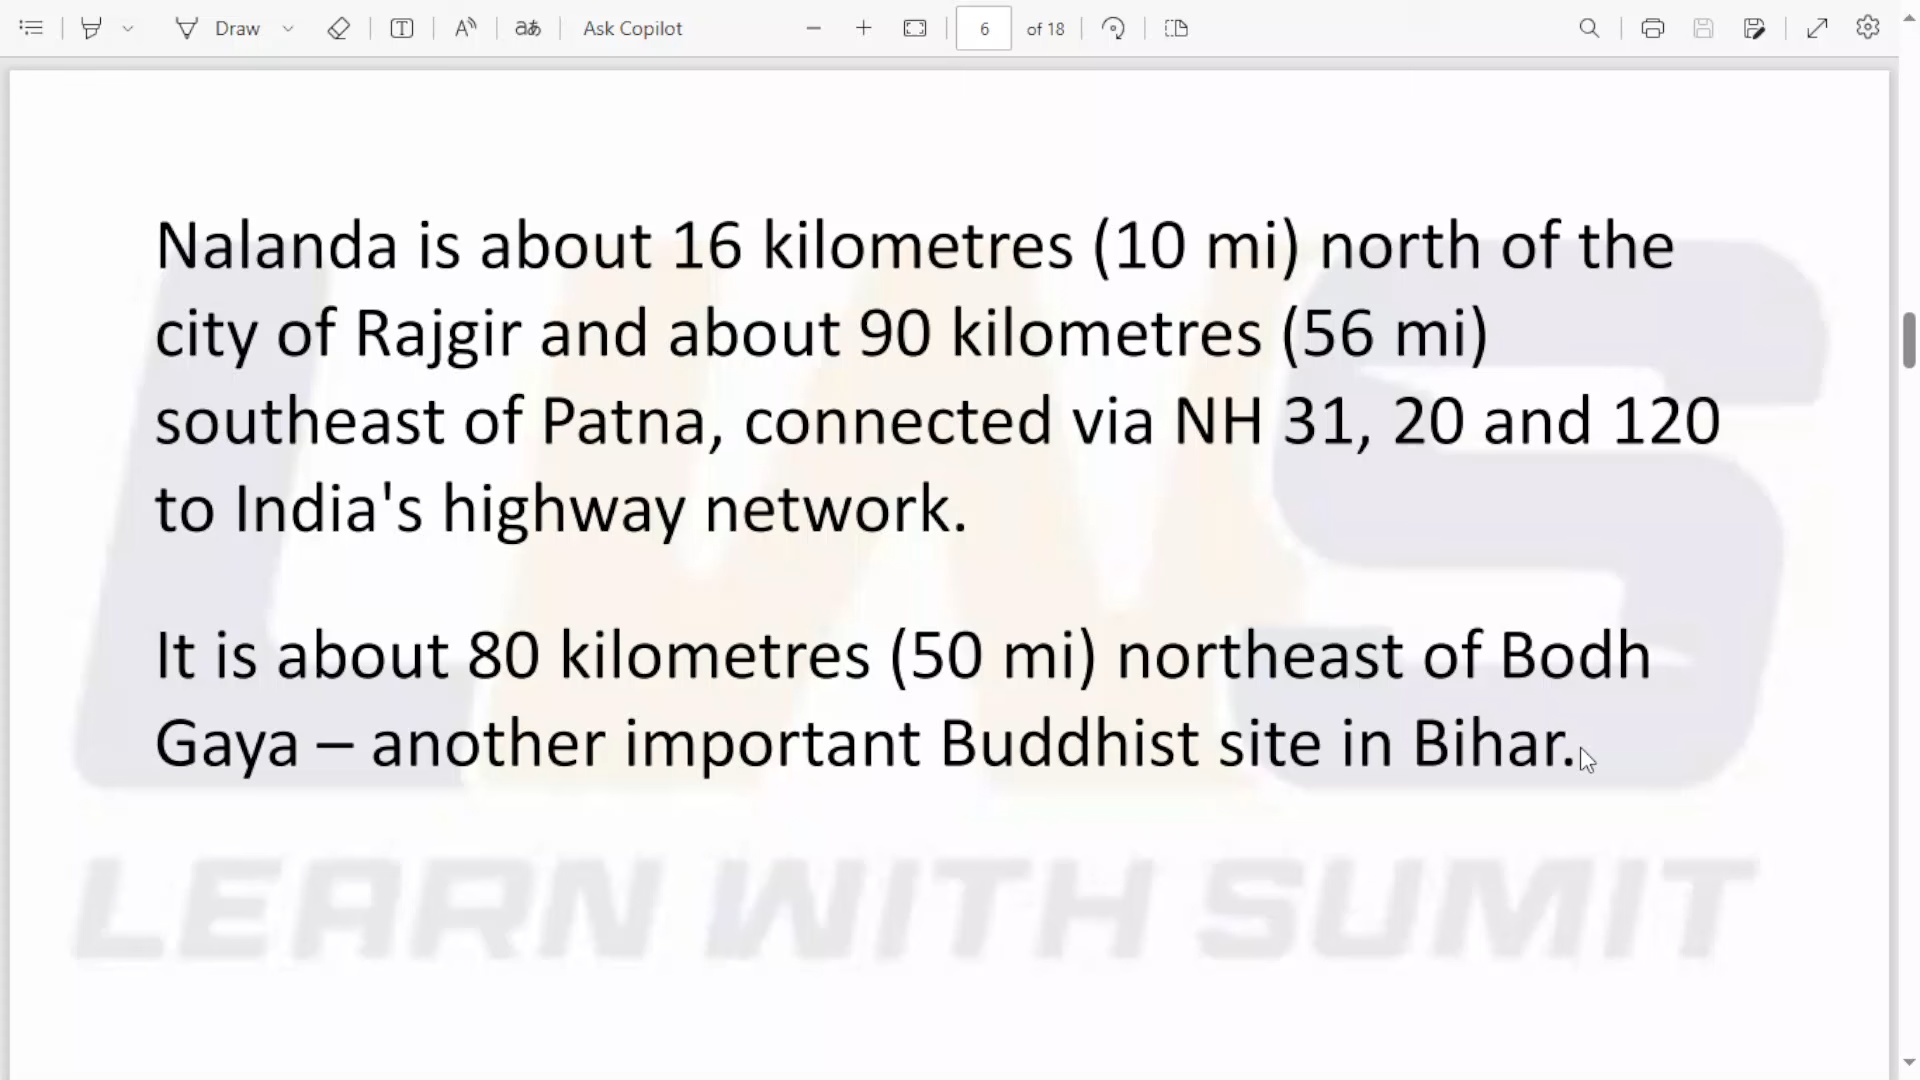 Draw
Ask Copilot
6 of 18
Nalanda is about 16 kilometres (10 mi) north of the
city of Rajgir and about 90 kilometres (56 mi)
southeast of Patna, connected via NH 31, 20 and 120
to India's highway network.
It is about 80 kilometres (50 mi) northeast of Bodh
Gaya – another important Buddhist site in Bihar.
LWS
LEARN WITH SUMIT